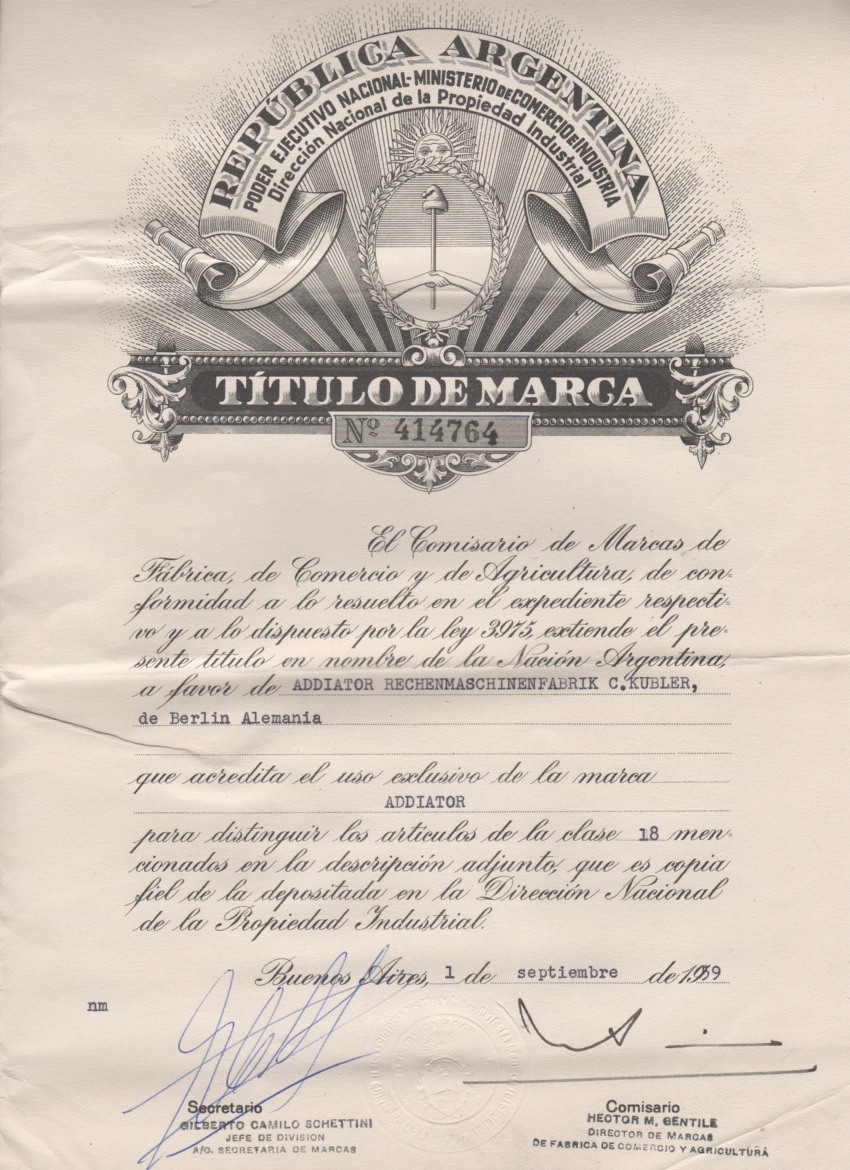 REPÚBLICA ARGENTINA
PODER EJECUTIVO NACIONAL-MINISTERIO DE COMERCIO E INDUSTRIA
Dirección Nacional de la Propiedad Industrial
TÍTULO DE MARCA
Nº 414764
El Comisario de Marcas de
Fábrica, de Comercio y de Agricultura, de con-
formidad a lo resuelto en el expediente respecti-
vo y a lo dispuesto por la ley 3975, extiende el pre-
sente título en nombre de la Nación Argentina,
a favor de ADDIATOR RECHENMASCHINENFABRIK C.KUBLER,
de Berlin Alemania
que acredita el uso exclusivo de la marca
ADDIATOR
para distinguir los artículos de la clase 18 men-
cionados en la descripción adjunto, que es copia
fiel de la depositada en la Dirección Nacional
de la Propiedad Industrial.
Buenos Aires, 1 de septiembre de 1959
nm
Secretario
GILBERTO CAMILO SCHETTINI
JEFE DE DIVISION
A/C. SECRETARIA DE MARCAS
Comisario
HECTOR M. GENTILE
DIRECTOR DE MARCAS
DE FABRICA DE COMERCIO Y AGRICULTURA